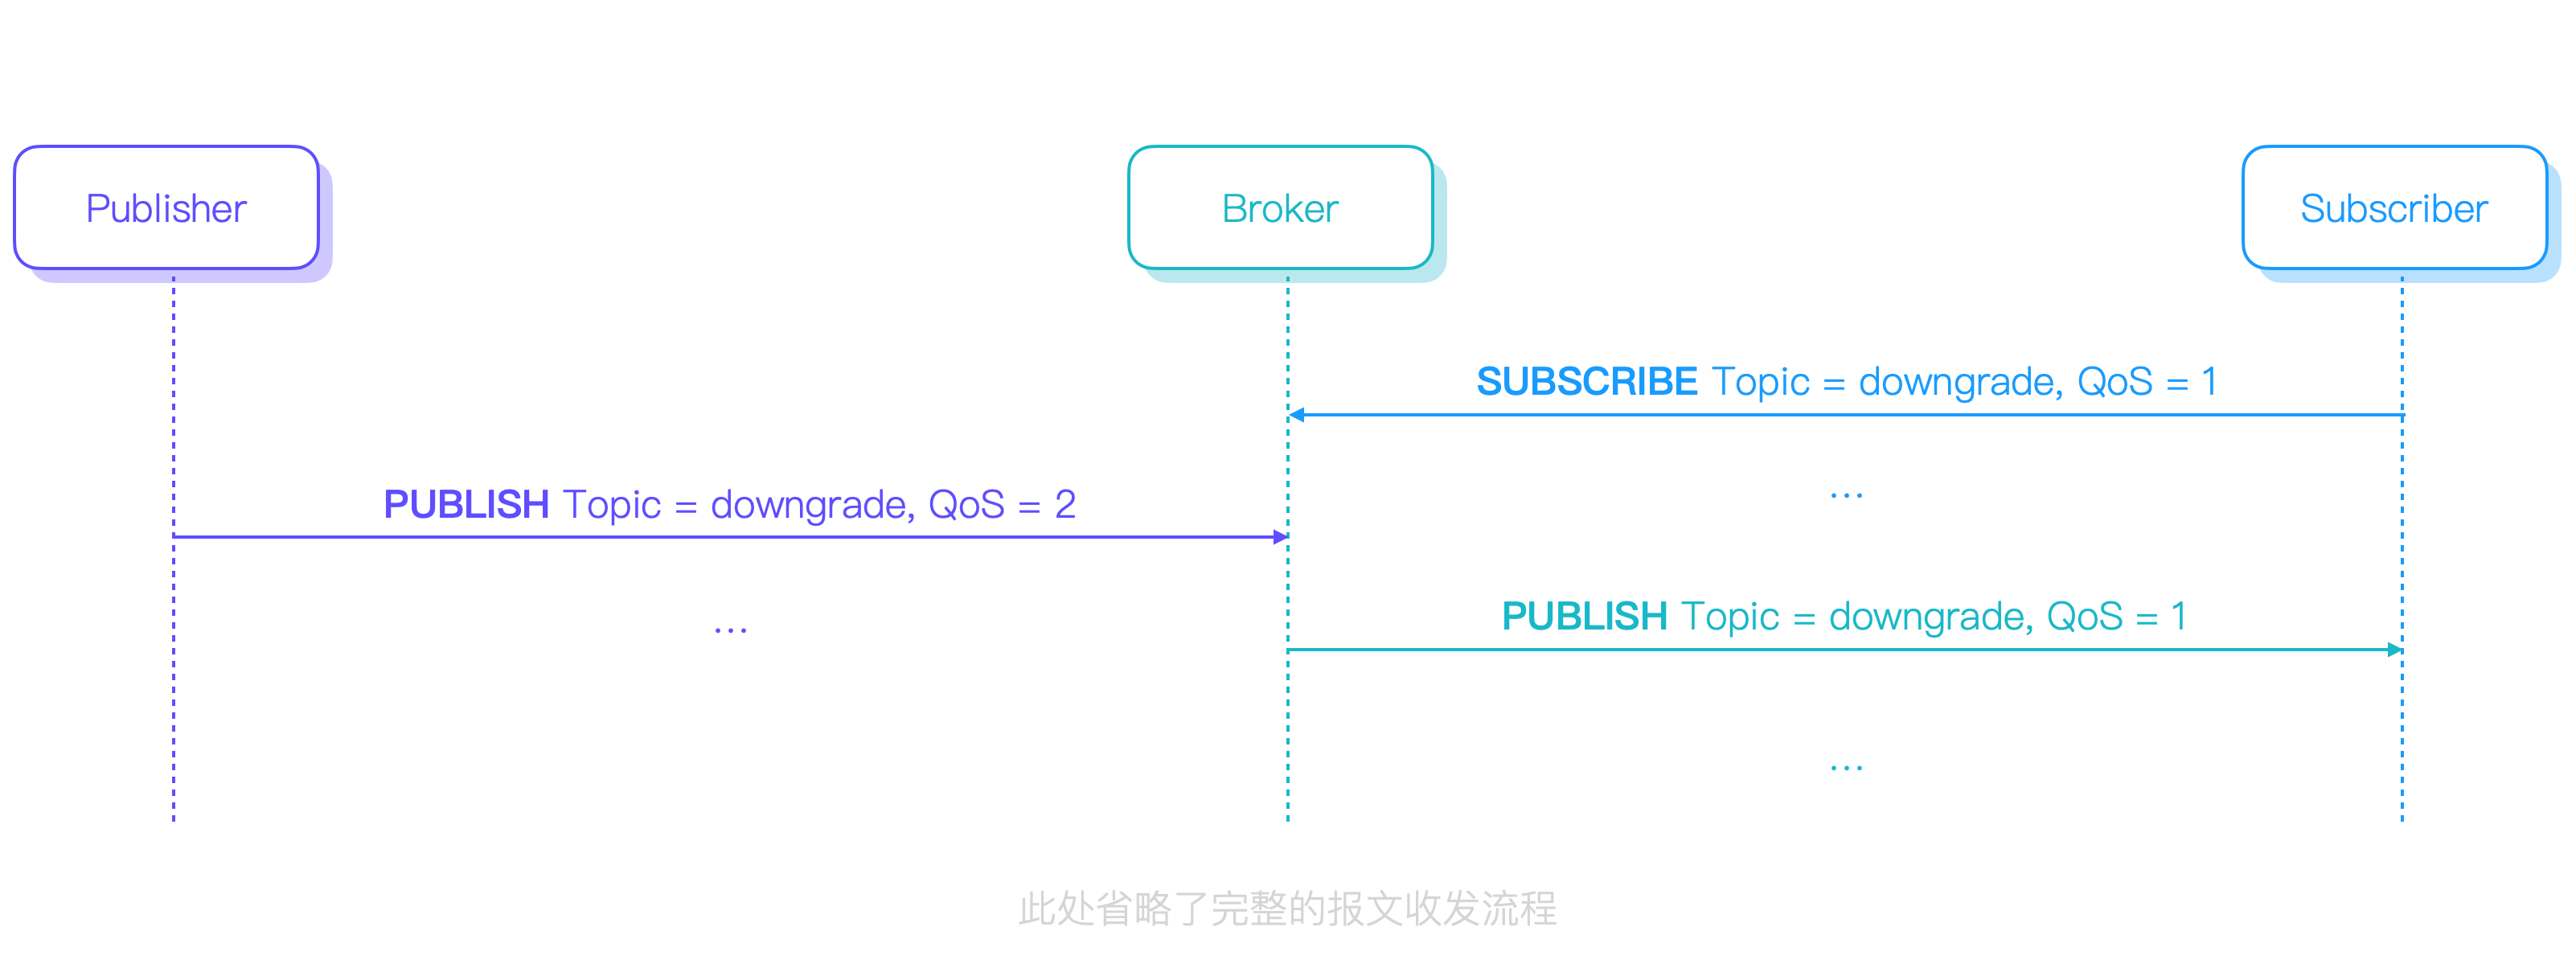 Publisher
Broker
Subscriber
SUBSCRIBE Topic = downgrade, QoS = 1
...
PUBLISH Topic = downgrade, QoS = 2
PUBLISH Topic = downgrade, QoS = 1
...
...
此处省略了完整的报文收发流程